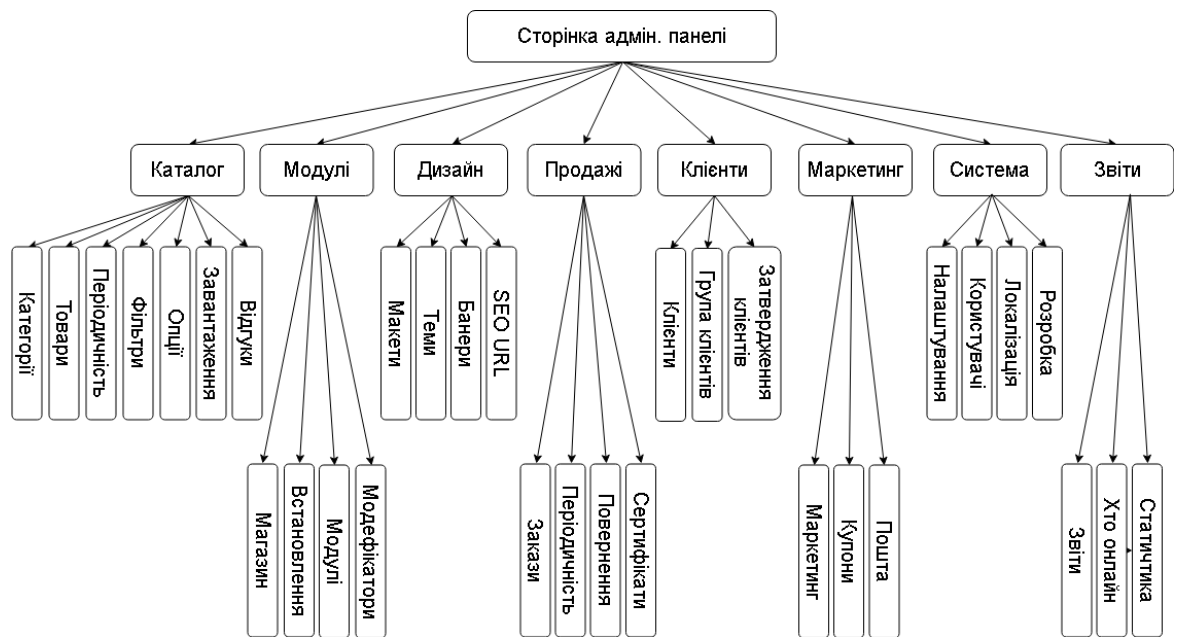 Сторінка адмін. панелі
Каталог
Модулі
Дизайн
Продажі
Клієнти
Маркетинг
Система
Звіти
Категорії
Товари
Періодичність
Фільтри
Опції
Завантаження
Відгуки
Макети
Теми
Банери
SEO URL
Клієнти
Група клієнтів
Затвердження
клієнтів
Налаштування
Користувачі
Локалізація
Розробка
Магазин
Встановлення
Модулі
Модефікатори
Закази
Періодичність
Повернення
Сертифікати
Маркетинг
Купони
Пошта
Звіти
Хто онлайн
Статичтика